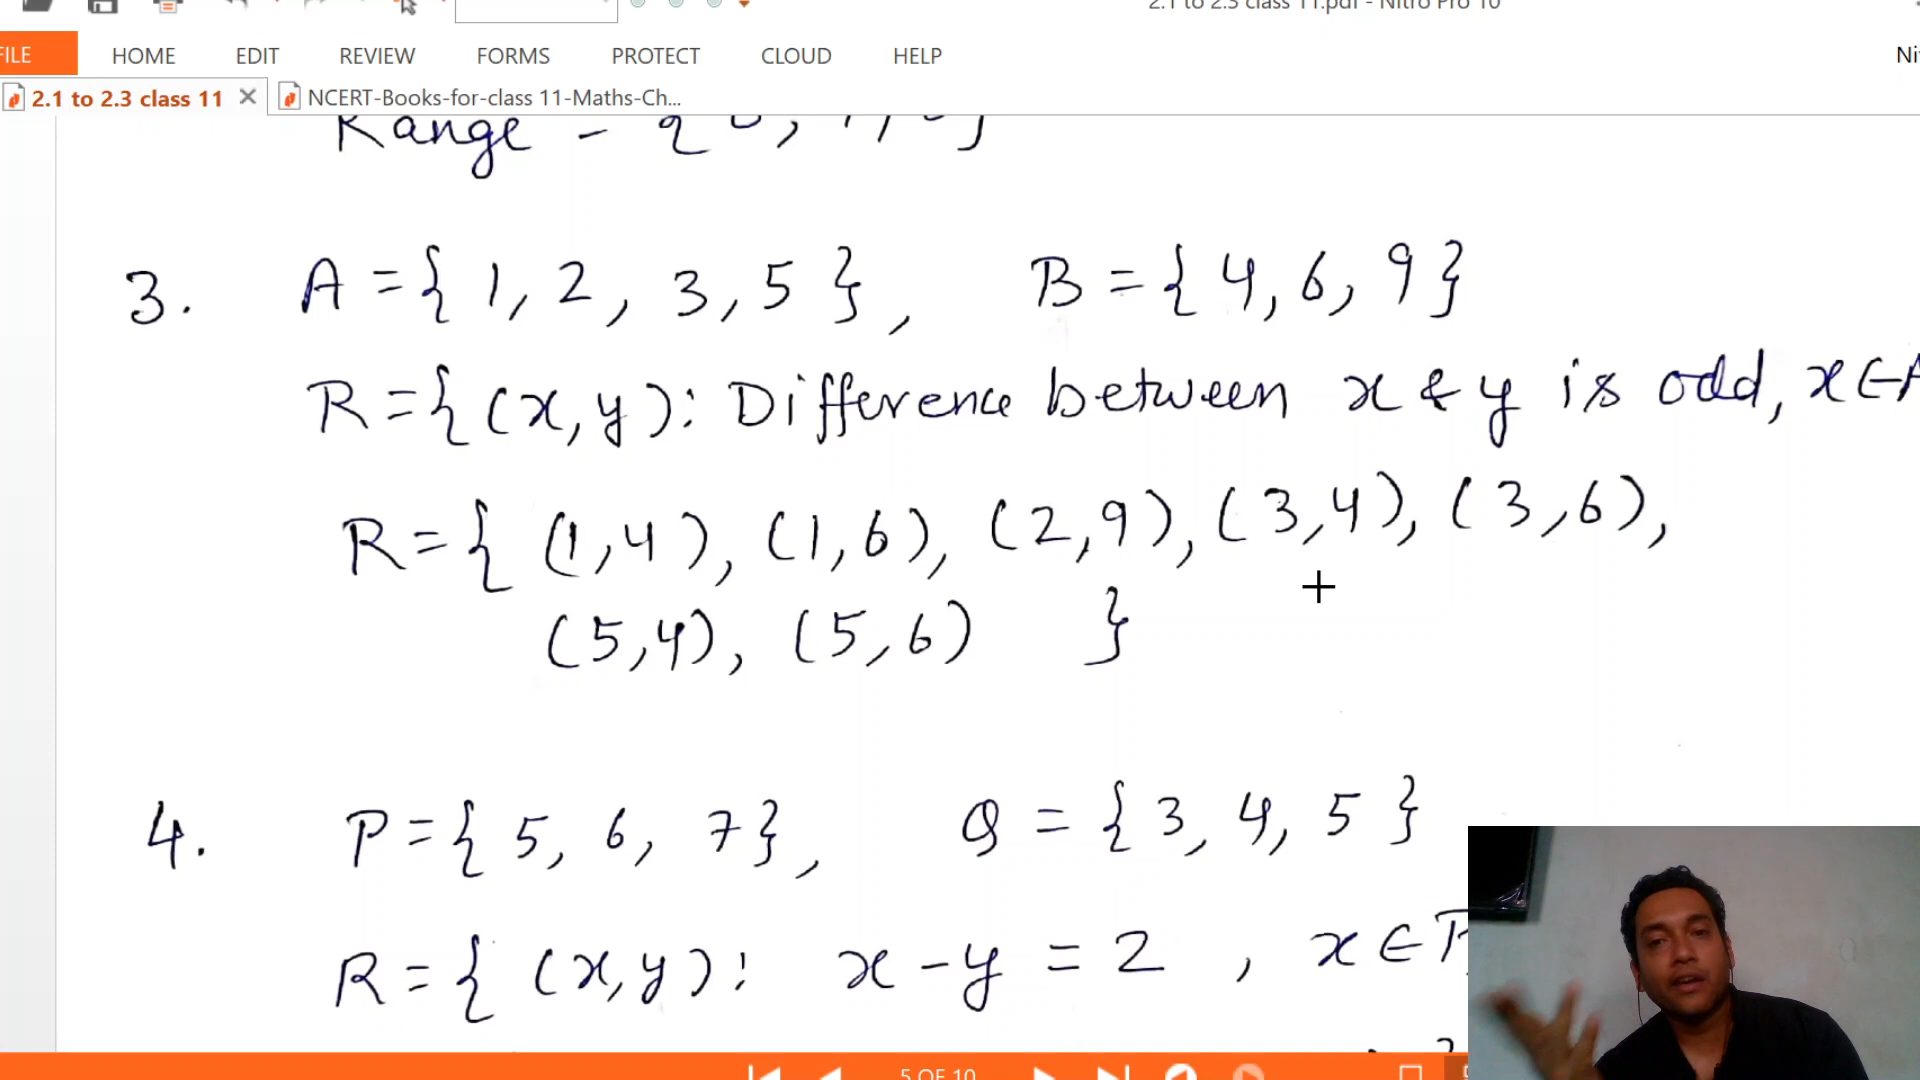 2.1 to 2.3 class 11.pdf - Nitro Pro 10
FILE HOME EDIT REVIEW FORMS PROTECT CLOUD HELP
2.1 to 2.3 class 11 NCERT-Books-for-class 11-Maths-Ch...
Range =
3. A = { 1, 2, 3, 5 }, B = { 4, 6, 9 }
R = { (x, y): Difference between x & y is odd, x ∈ A
R = { (1, 4), (1, 6), (2, 9), (3, 4), (3, 6),
(5, 4), (5, 6) }
4. P = { 5, 6, 7 }, Q = { 3, 4, 5 }
R = { (x, y): x - y = 2, x ∈ P
5 OF 10